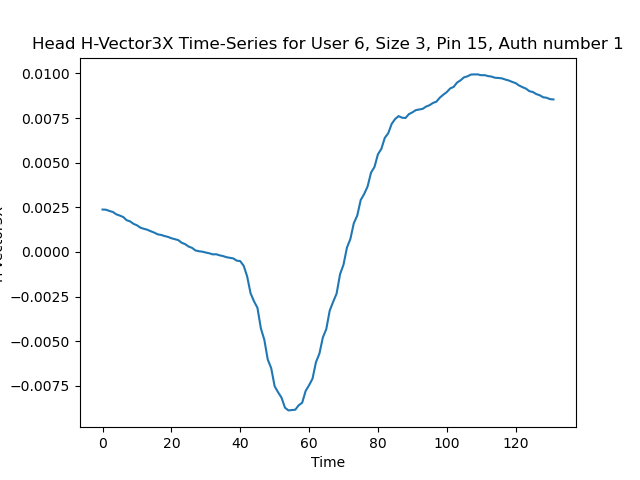 Head H-Vector3X Time-Series for User 6, Size 3, Pin 15, Auth number 1
0.0100
0.0075
0.0050
0.0025
0.0000
−0.0025
−0.0050
−0.0075
0 20 40 60 80 100 120
Time